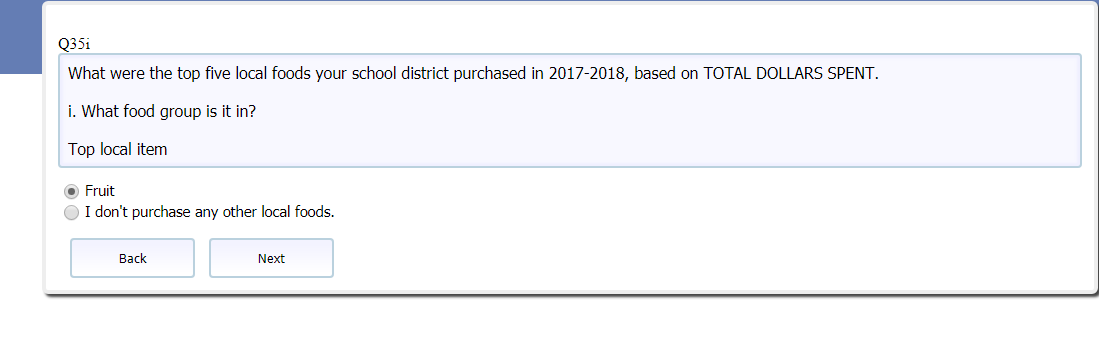 Q35i
What were the top five local foods your school district purchased in 2017-2018, based on TOTAL DOLLARS SPENT.
i. What food group is it in?
Top local item
Fruit
I don't purchase any other local foods.
Back Next